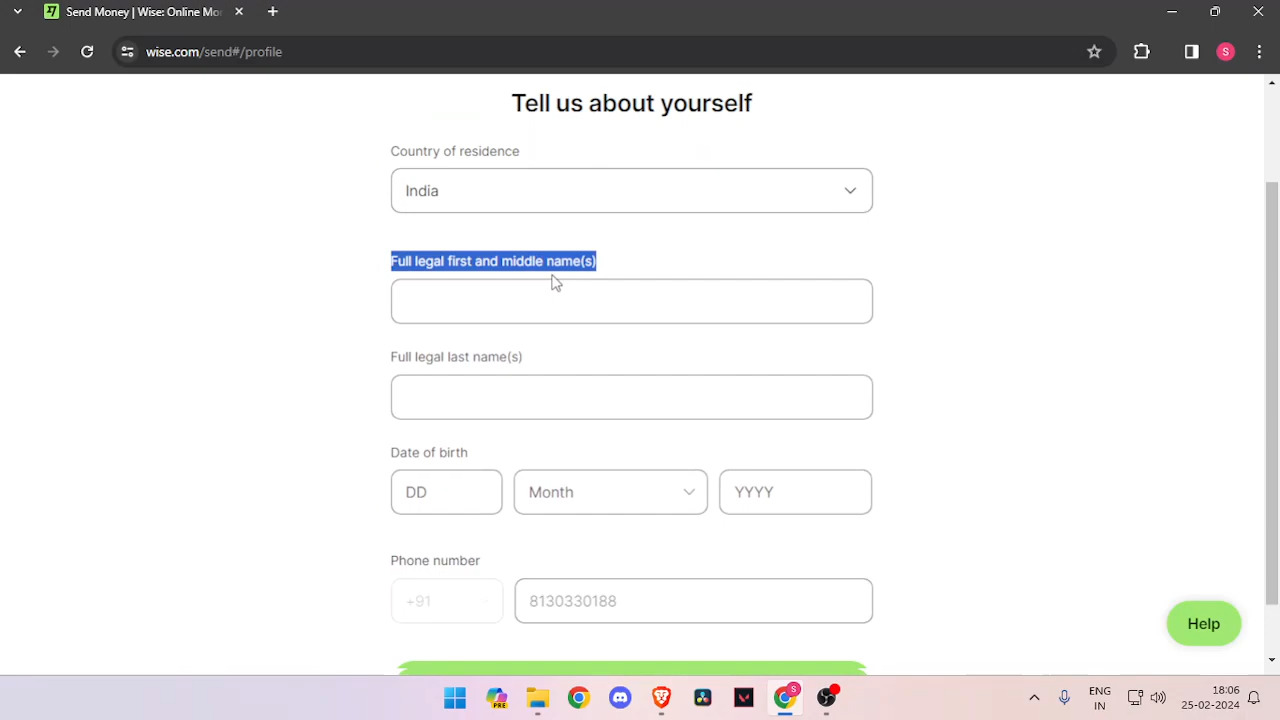 Send Money | Wise: Online Mo
wise.com/send#/profile
S
Tell us about yourself
Country of residence
India
Full legal first and middle name(s)
Full legal last name(s)
Date of birth
DD Month YYYY
Phone number
+91 8130330188
Help
PRE
S
ENG
IN
18:06
25-02-2024